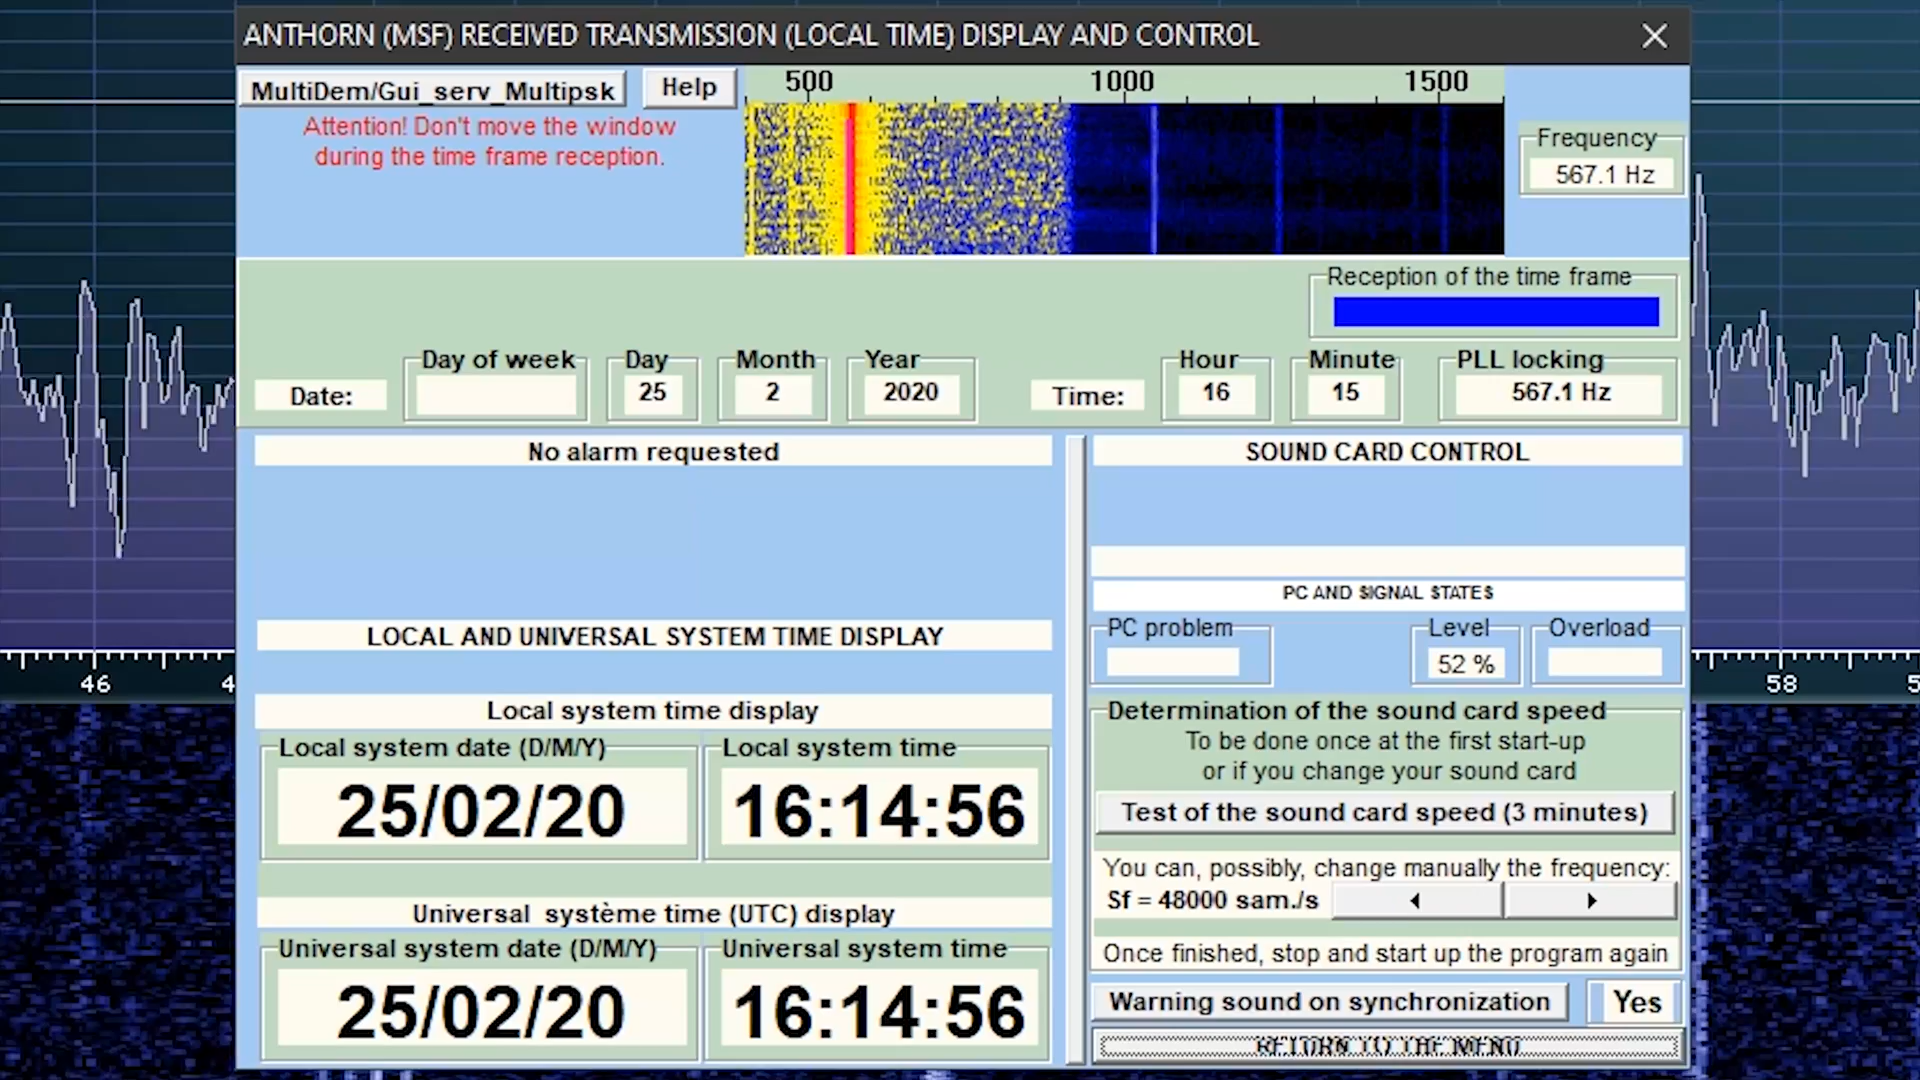 ANTHORN (MSF) RECEIVED TRANSMISSION (LOCAL TIME) DISPLAY AND CONTROL
MultiDem/Gui_serv_Multipsk
Help
500 1000 1500
Attention! Don't move the window
during the time frame reception.
Frequency
567.1 Hz
Reception of the time frame
Day of week Day Month Year Hour Minute PLL locking
Date: 25 2 2020 Time: 16 15 567.1 Hz
No alarm requested
SOUND CARD CONTROL
PC AND SIGNAL STATES
PC problem Level Overload
52 %
LOCAL AND UNIVERSAL SYSTEM TIME DISPLAY
Local system time display
Local system date (D/M/Y) Local system time
25/02/20 16:14:56
Universal système time (UTC) display
Universal system date (D/M/Y) Universal system time
25/02/20 16:14:56
Determination of the sound card speed
To be done once at the first start-up
or if you change your sound card
Test of the sound card speed (3 minutes)
You can, possibly, change manually the frequency:
Sf = 48000 sam./s
Once finished, stop and start up the program again
Warning sound on synchronization Yes
RETURN TO THE MENU
46 58